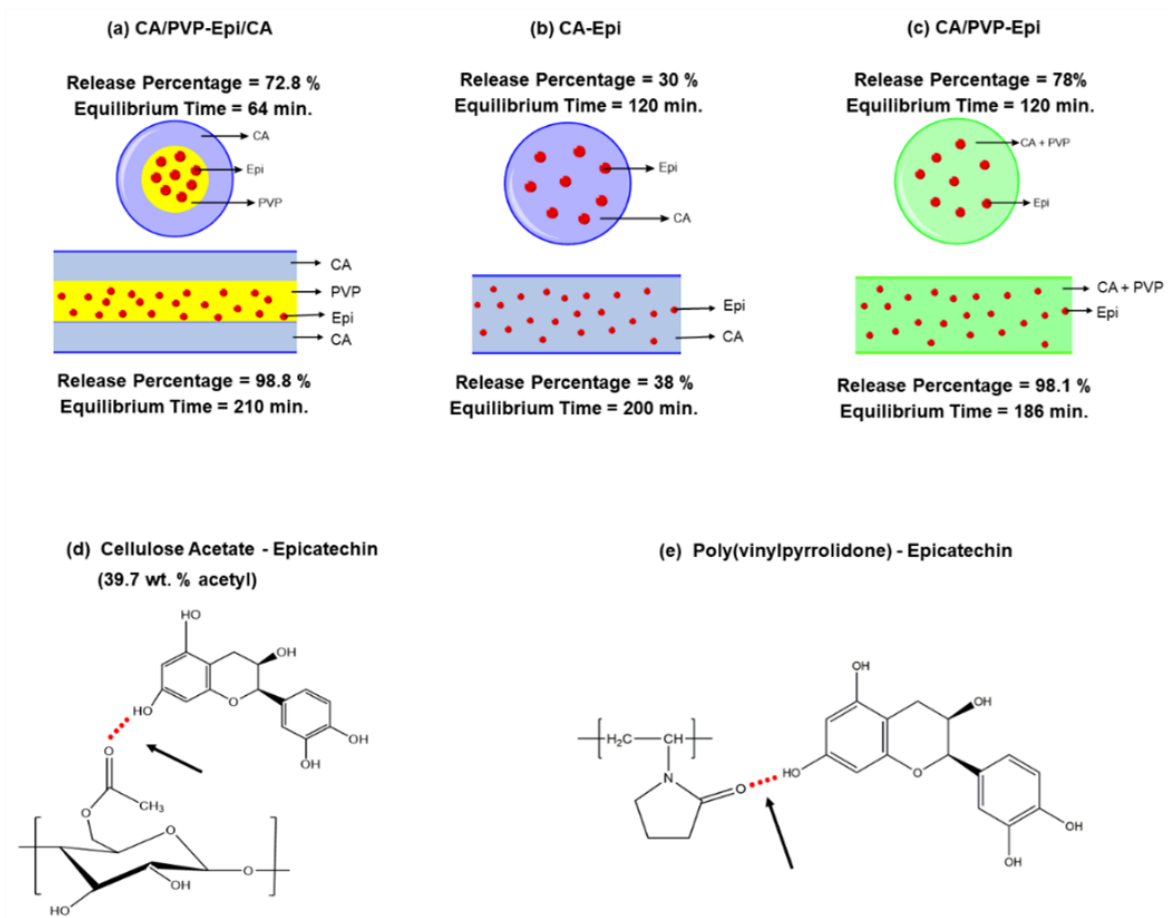 (a) CA/PVP-Epi/CA
Release Percentage = 72.8 %
Equilibrium Time = 64 min.
CA
Epi
PVP
CA
PVP
Epi
CA
Release Percentage = 98.8 %
Equilibrium Time = 210 min.
(b) CA-Epi
Release Percentage = 30 %
Equilibrium Time = 120 min.
Epi
CA
Epi
CA
Release Percentage = 38 %
Equilibrium Time = 200 min.
(c) CA/PVP-Epi
Release Percentage = 78%
Equilibrium Time = 120 min.
CA + PVP
Epi
CA + PVP
Epi
Release Percentage = 98.1 %
Equilibrium Time = 186 min.
(d) Cellulose Acetate - Epicatechin
(39.7 wt. % acetyl)
HO
OH
O
HO
OH
OH
O
O
CH₃
O
O
OH
HO
(e) Poly(vinylpyrrolidone) - Epicatechin
OH
OH
H₂C
CH
O
HO
N
O
OH
OH